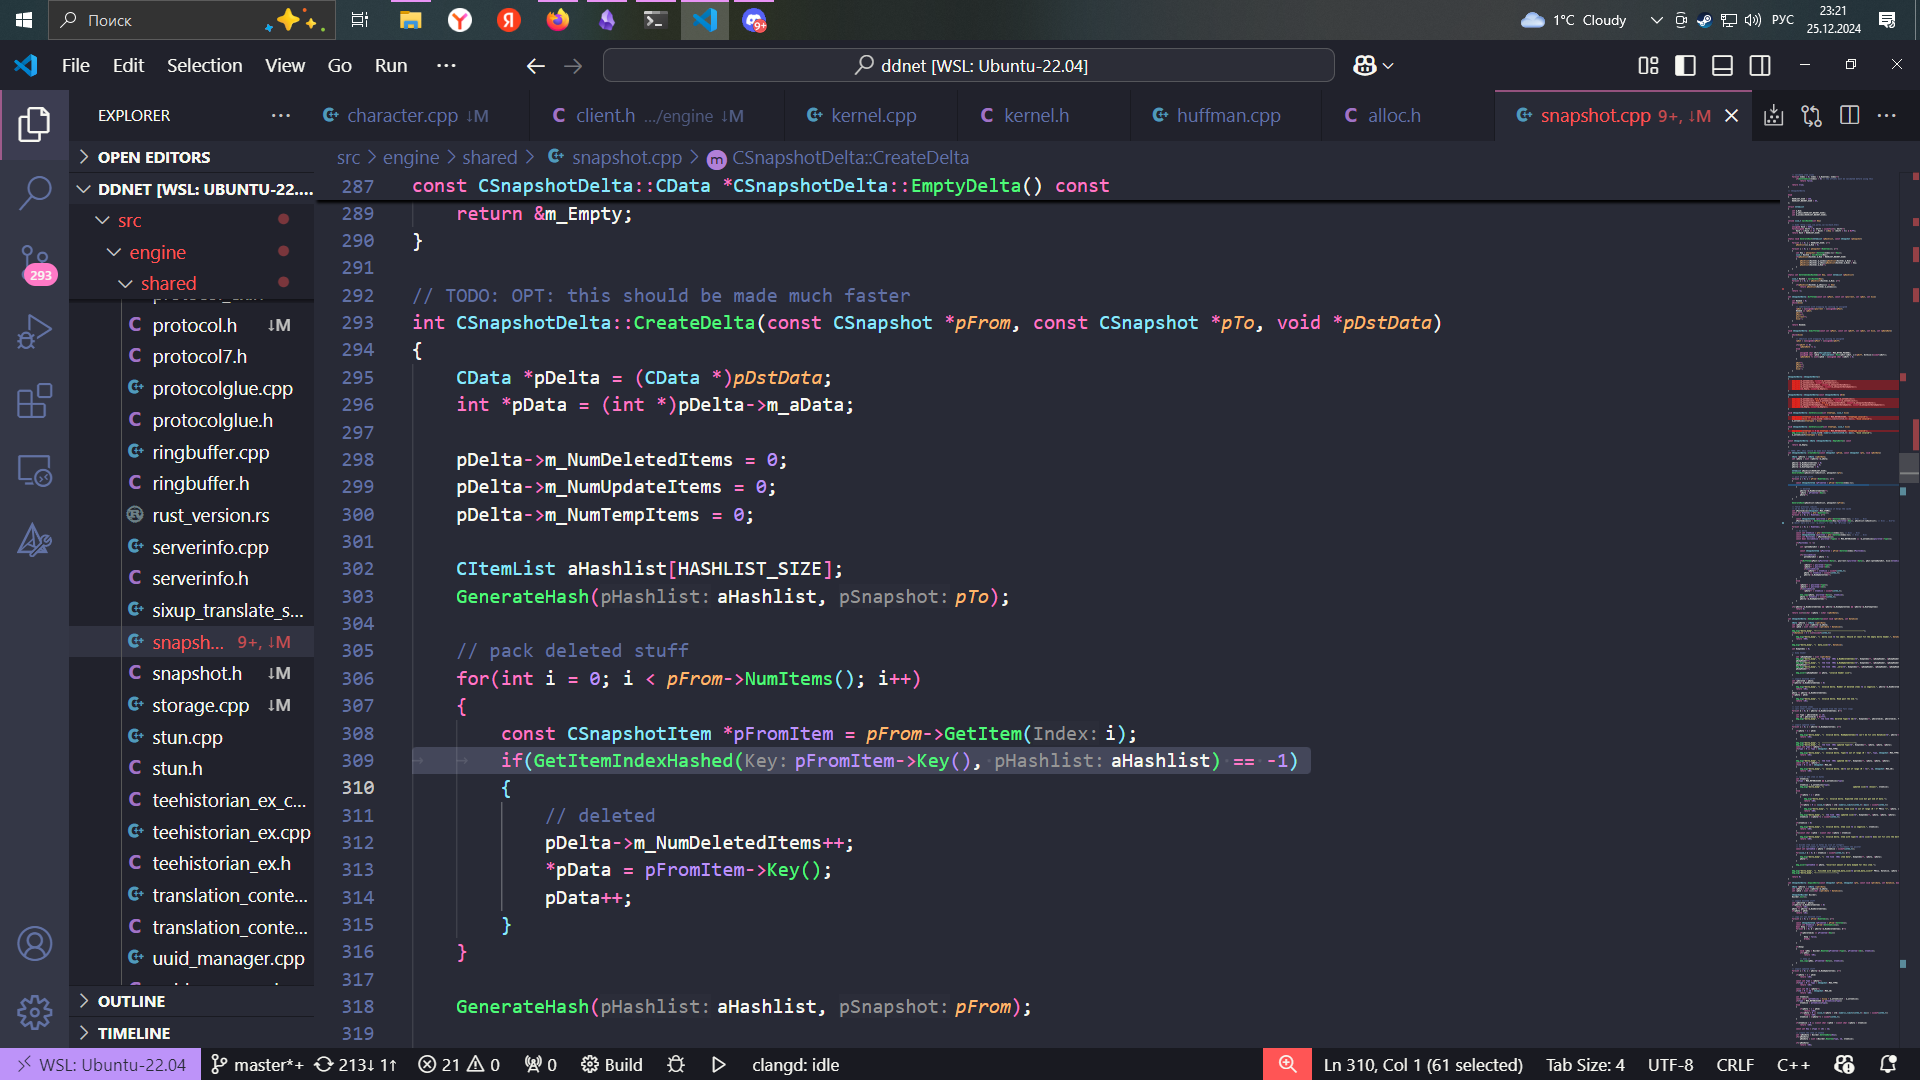 Поиск
1°C Cloudy
РУС
23:21
25.12.2024
9+
File Edit Selection View Go Run ···
ddnet [WSL: Ubuntu-22.04]
EXPLORER
character.cpp ↓M
client.h .../engine ↓M
kernel.cpp
kernel.h
huffman.cpp
alloc.h
snapshot.cpp 9+, ↓M
OPEN EDITORS
DDNET [WSL: UBUNTU-22....
src
engine
shared
293
protocol.h ↓M
protocol7.h
protocolglue.cpp
protocolglue.h
ringbuffer.cpp
ringbuffer.h
rust_version.rs
serverinfo.cpp
serverinfo.h
sixup_translate_s...
snapsh... 9+, ↓M
snapshot.h ↓M
storage.cpp ↓M
stun.cpp
stun.h
teehistorian_ex_c...
teehistorian_ex.cpp
teehistorian_ex.h
translation_conte...
translation_conte...
uuid_manager.cpp
OUTLINE
TIMELINE
src > engine > shared > snapshot.cpp > CSnapshotDelta::CreateDelta
287 const CSnapshotDelta::CData *CSnapshotDelta::EmptyDelta() const
289 return &m_Empty;
290 }
291
292 // TODO: OPT: this should be made much faster
293 int CSnapshotDelta::CreateDelta(const CSnapshot *pFrom, const CSnapshot *pTo, void *pDstData)
294 {
295 CData *pDelta = (CData *)pDstData;
296 int *pData = (int *)pDelta->m_aData;
297
298 pDelta->m_NumDeletedItems = 0;
299 pDelta->m_NumUpdateItems = 0;
300 pDelta->m_NumTempItems = 0;
301
302 CItemList aHashlist[HASHLIST_SIZE];
303 GenerateHash(pHashlist: aHashlist, pSnapshot: pTo);
304
305 // pack deleted stuff
306 for(int i = 0; i < pFrom->NumItems(); i++)
307 {
308 const CSnapshotItem *pFromItem = pFrom->GetItem(Index: i);
309 if(GetItemIndexHashed(Key: pFromItem->Key(), pHashlist: aHashlist) == -1)
310 {
311 // deleted
312 pDelta->m_NumDeletedItems++;
313 *pData = pFromItem->Key();
314 pData++;
315 }
316 }
317
318 GenerateHash(pHashlist: aHashlist, pSnapshot: pFrom);
319
WSL: Ubuntu-22.04 master*+ 213↓ 1↑ 21 0 0 Build clangd: idle
Ln 310, Col 1 (61 selected) Tab Size: 4 UTF-8 CRLF C++